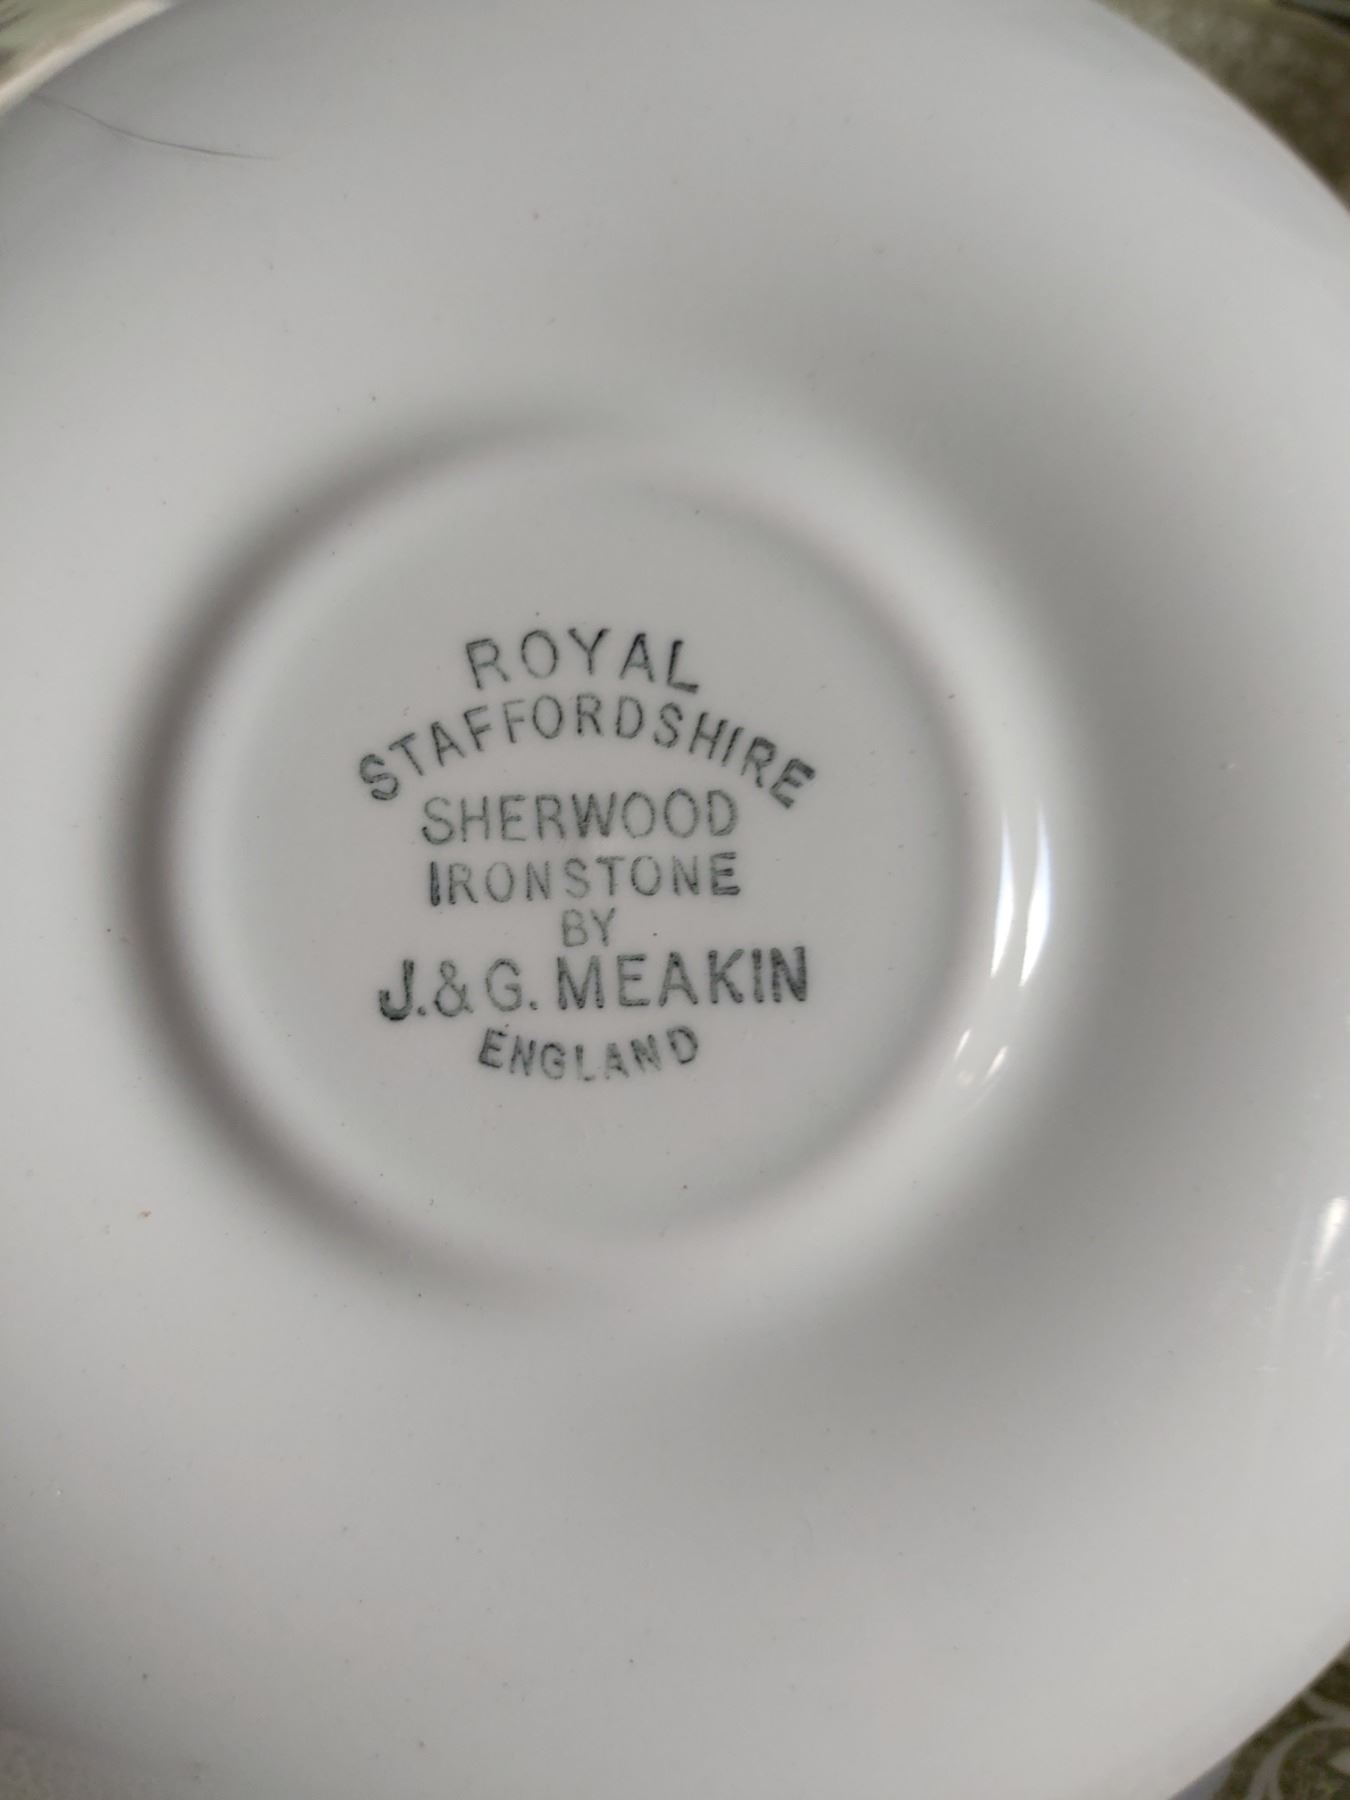 ROYAL
STAFFORDSHIRE
SHERWOOD
IRONSTONE
BY
J.&G. MEAKIN
ENGLAND